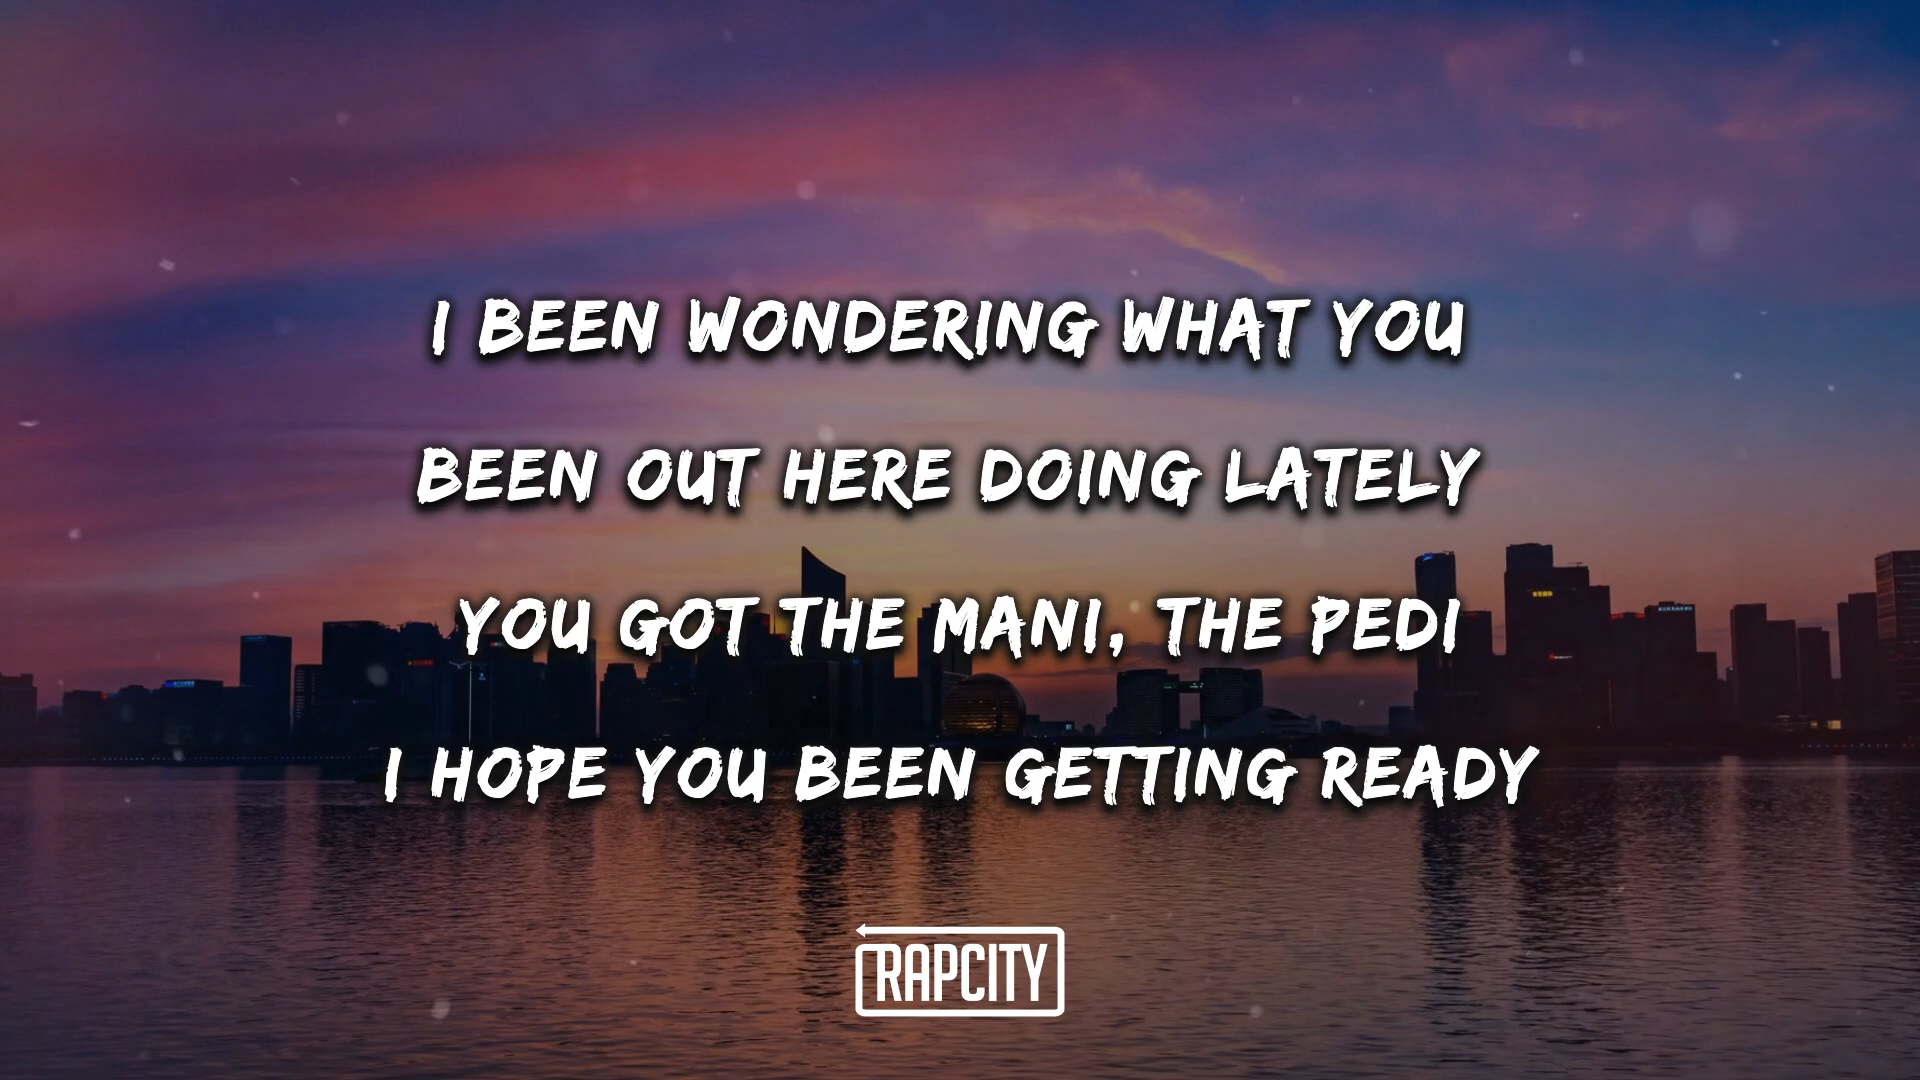 I BEEN WONDERING WHAT YOU
BEEN OUT HERE DOING LATELY
YOU GOT THE MANI, THE PEDI
I HOPE YOU BEEN GETTING READY
RAPCITY